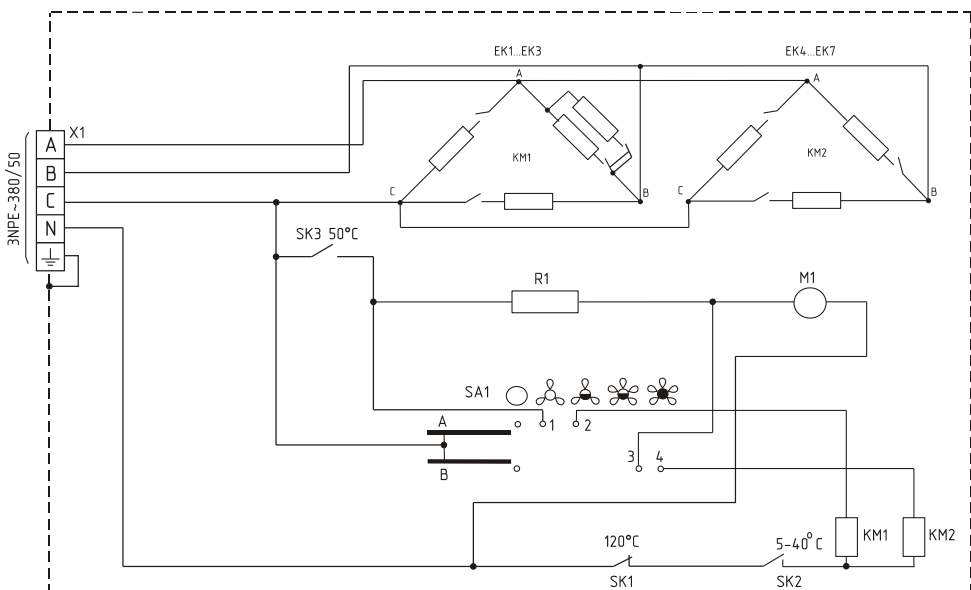 EK1...EK3
EK4...EK7
A
A
X1
A
B
C
N
3NPE~380/50
KM1
KM2
C
B
C
B
SK3 50°C
R1
M1
SA1
A
1
2
3
4
B
KM1
KM2
120°C
5-40°C
SK1
SK2